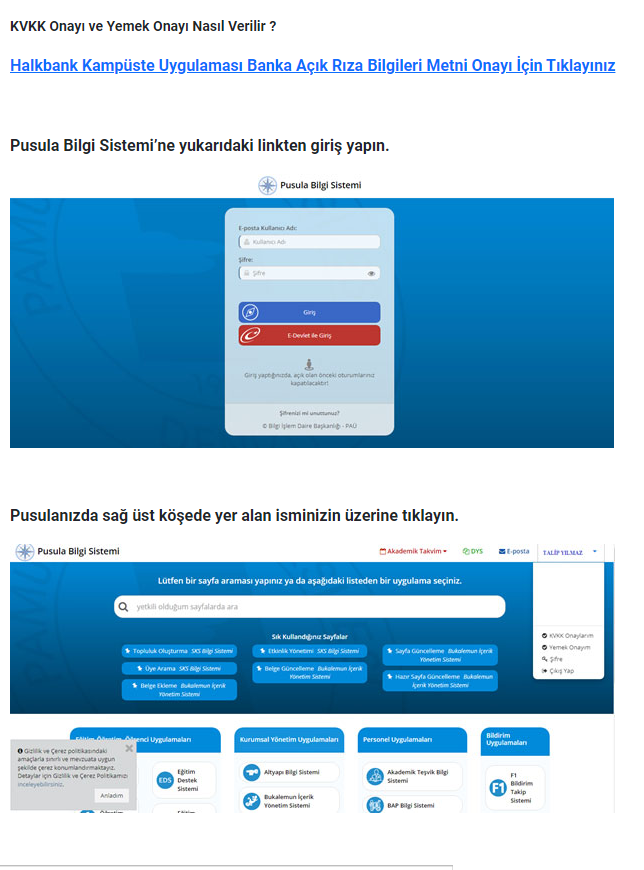 KVKK Onayı ve Yemek Onayı Nasıl Verilir ?
Halkbank Kampüste Uygulaması Banka Açık Rıza Bilgileri Metni Onayı İçin Tıklayınız
Pusula Bilgi Sistemi’ne yukarıdaki linkten giriş yapın.
Pusula Bilgi Sistemi
E-posta Kullanıcı Adı:
Kullanıcı Adı
Şifre:
Şifre
Giriş
E-Devlet ile Giriş
Giriş yaptığınızda, açık olan önceki oturumlarınız
kapatılacaktır!
Şifrenizi mi unuttunuz?
© Bilgi İşlem Daire Başkanlığı - PAÜ
Pusulanızda sağ üst köşede yer alan isminizin üzerine tıklayın.
Pusula Bilgi Sistemi
Akademik Takvim
DYS
E-posta
TALİP YILMAZ
Lütfen bir sayfa araması yapınız ya da aşağıdaki listeden bir uygulama seçiniz.
yetkili olduğum sayfalarda ara
KVKK Onaylarım
Yemek Onayım
Şifre
Çıkış Yap
Sık Kullandığınız Sayfalar
Topluluk Oluşturma SKS Bilgi Sistemi
Etkinlik Yönetimi SKS Bilgi Sistemi
Sayfa Güncelleme Bukalemun İçerik
Yönetim Sistemi
Üye Arama SKS Bilgi Sistemi
Belge Güncelleme Bukalemun İçerik
Yönetim Sistemi
Hazır Sayfa Güncelleme Bukalemun
İçerik Yönetim Sistemi
Belge Ekleme Bukalemun İçerik
Yönetim Sistemi
Eğitim Öğretim, Öğrenci Uygulamaları
Kurumsal Yönetim Uygulamaları
Personel Uygulamaları
Bildirim
Uygulamaları
Gizlilik ve Çerez politikasındaki
amaçlarla sınırlı ve mevzuata uygun
şekilde çerez konumlandırmaktayız.
Detaylar için Gizlilik ve Çerez Politikamızı
inceleyebilirsiniz.
Anladım
EDS
Eğitim
Destek
Sistemi
Altyapı Bilgi Sistemi
Bukalemun İçerik
Yönetim Sistemi
Akademik Teşvik Bilgi
Sistemi
BAP Bilgi Sistemi
F1
F1
Bildirim
Takip
Sistemi